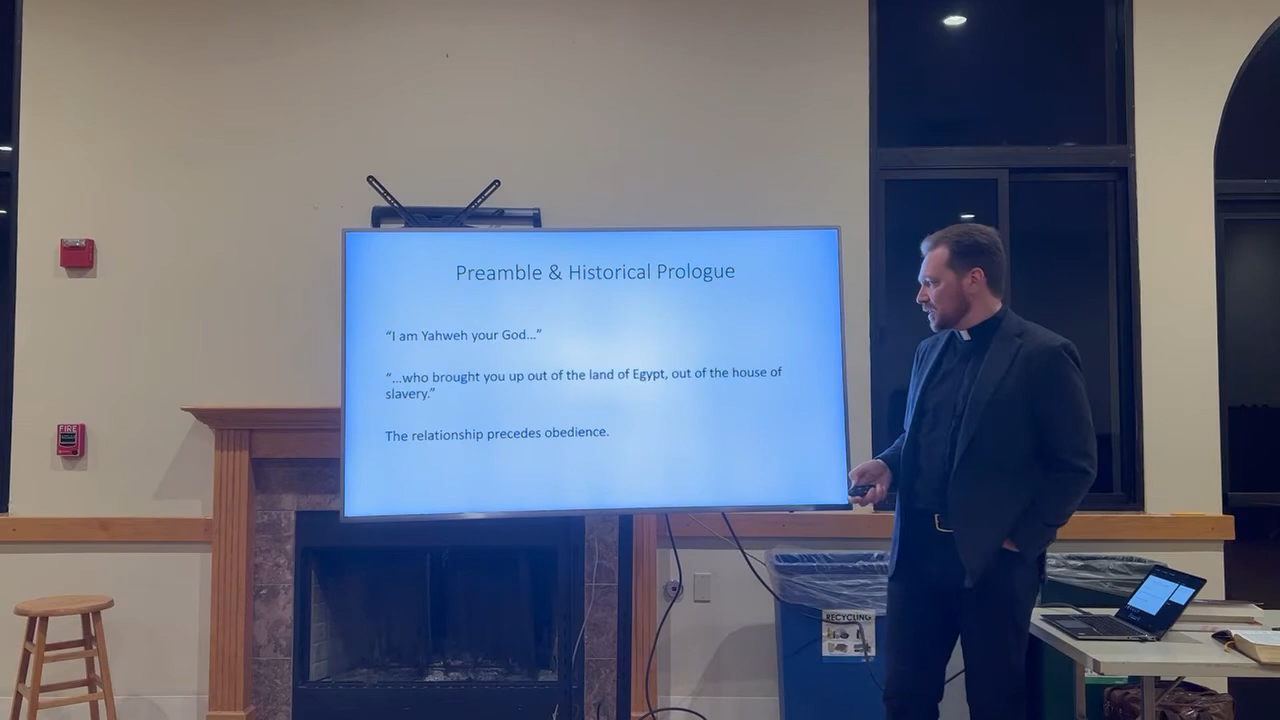 Preamble & Historical Prologue
“I am Yahweh your God…”
“…who brought you up out of the land of Egypt, out of the house of
slavery.”
The relationship precedes obedience.
FIRE
RECYCLING